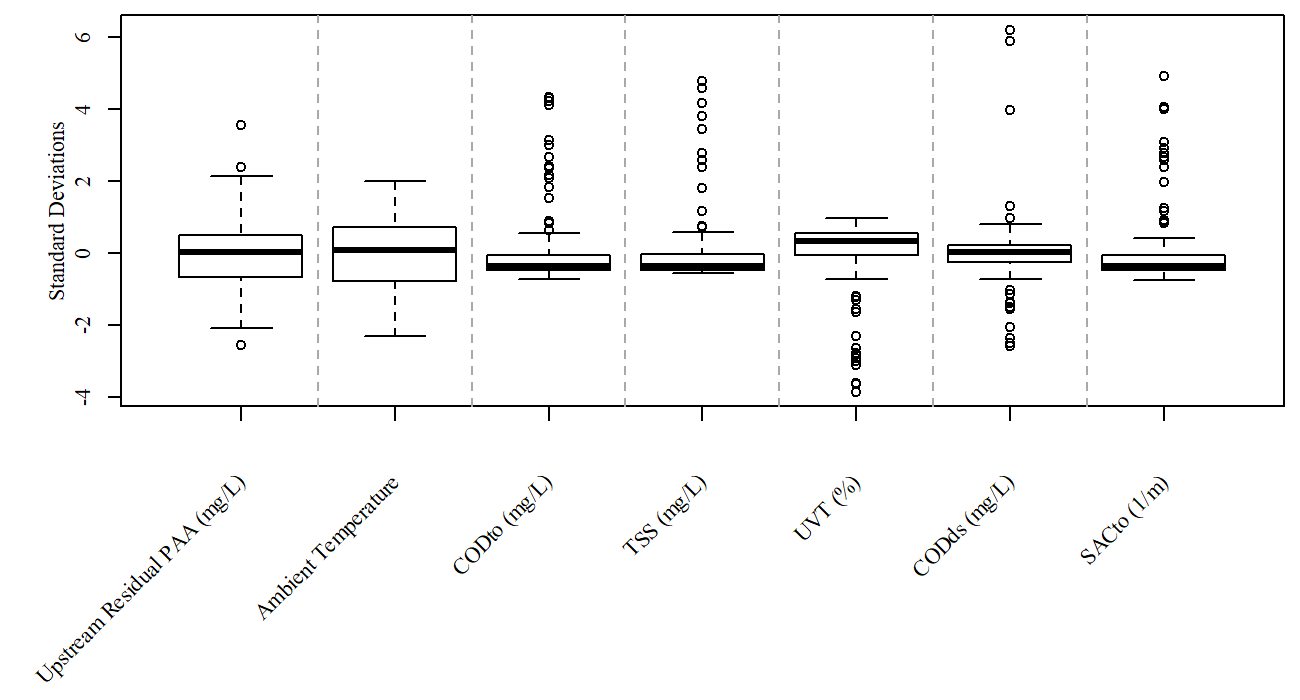 Standard Deviations
6
4
2
0
-2
-4
Upstream Residual PAA (mg/L)
Ambient Temperature
CODto (mg/L)
TSS (mg/L)
UVT (%)
CODds (mg/L)
SACto (1/m)